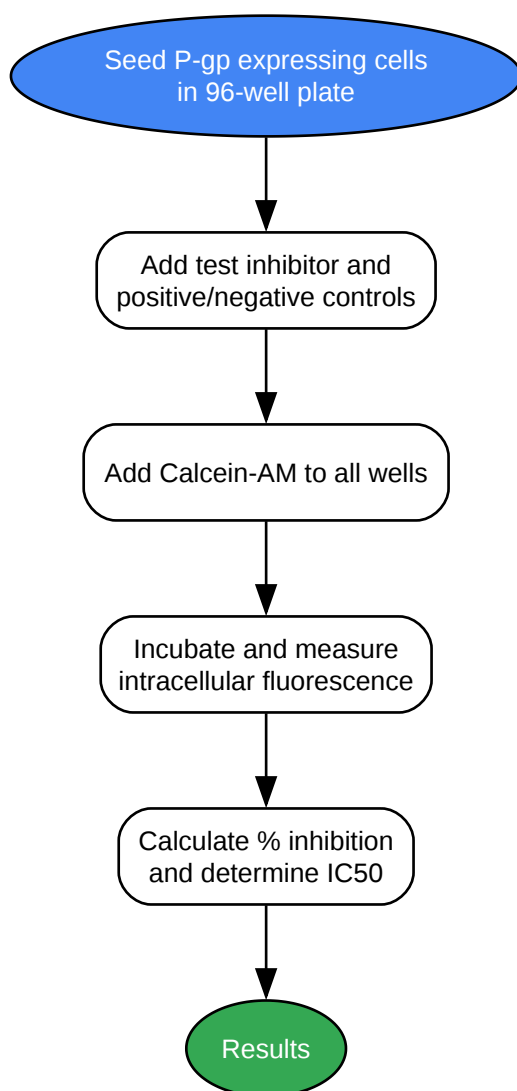 Seed P-gp expressing cells
in 96-well plate
Add test inhibitor and
positive/negative controls
Add Calcein-AM to all wells
Incubate and measure
intracellular fluorescence
Calculate % inhibition
and determine IC50
Results